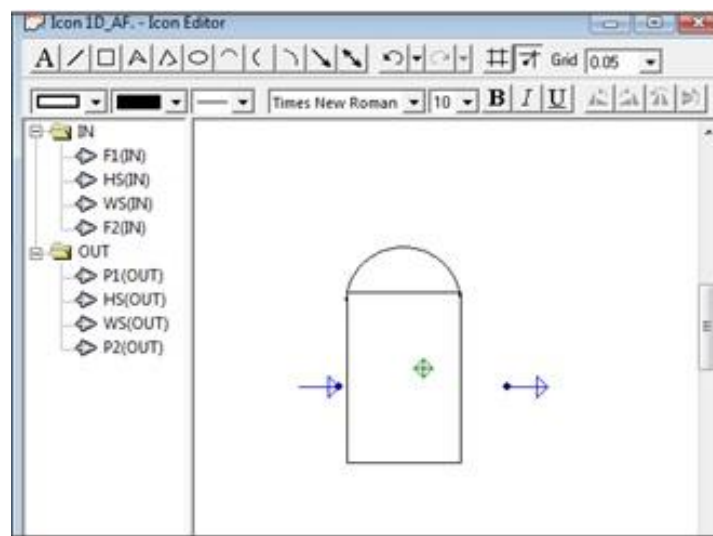 Icon 1D_AF. - Icon Editor
A Grid 0.05
Times New Roman 10 B I U
IN
F1(IN)
HS(IN)
WS(IN)
F2(IN)
OUT
P1(OUT)
HS(OUT)
WS(OUT)
P2(OUT)